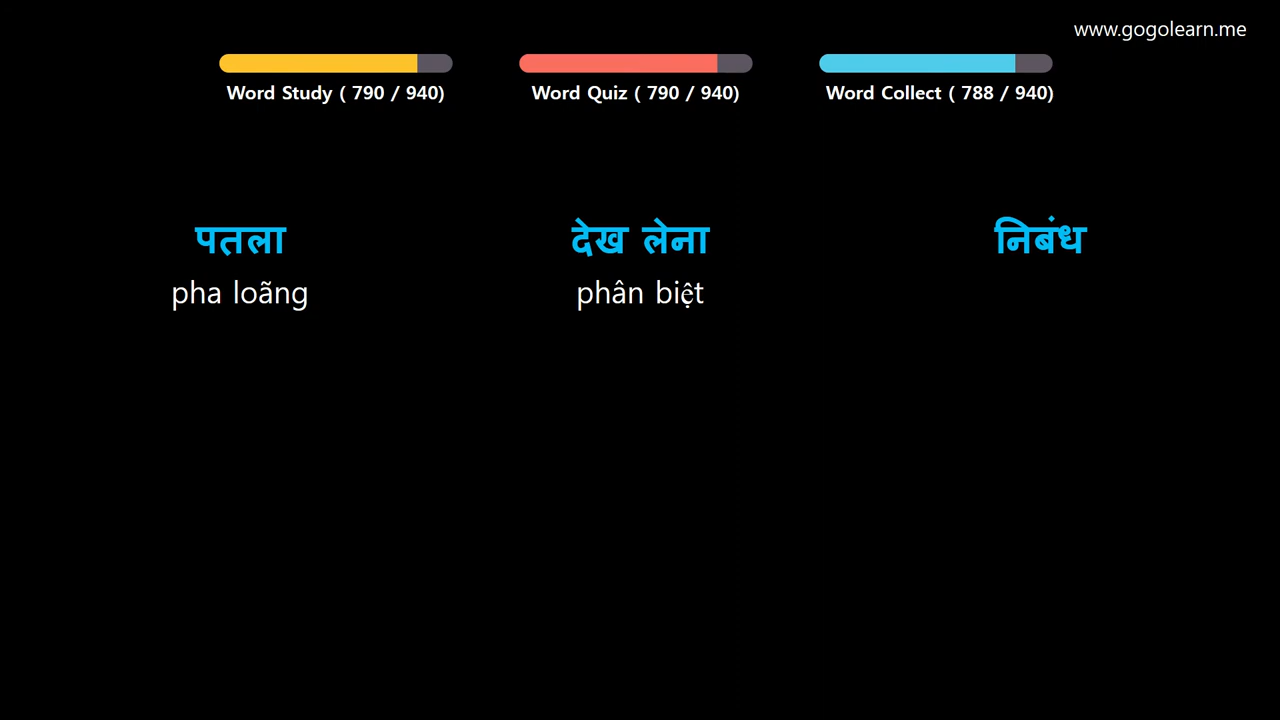 www.gogolearn.me
Word Study ( 790 / 940)
Word Quiz ( 790 / 940)
Word Collect ( 788 / 940)
पतला
देख लेना
निबंध
pha loãng
phân biệt